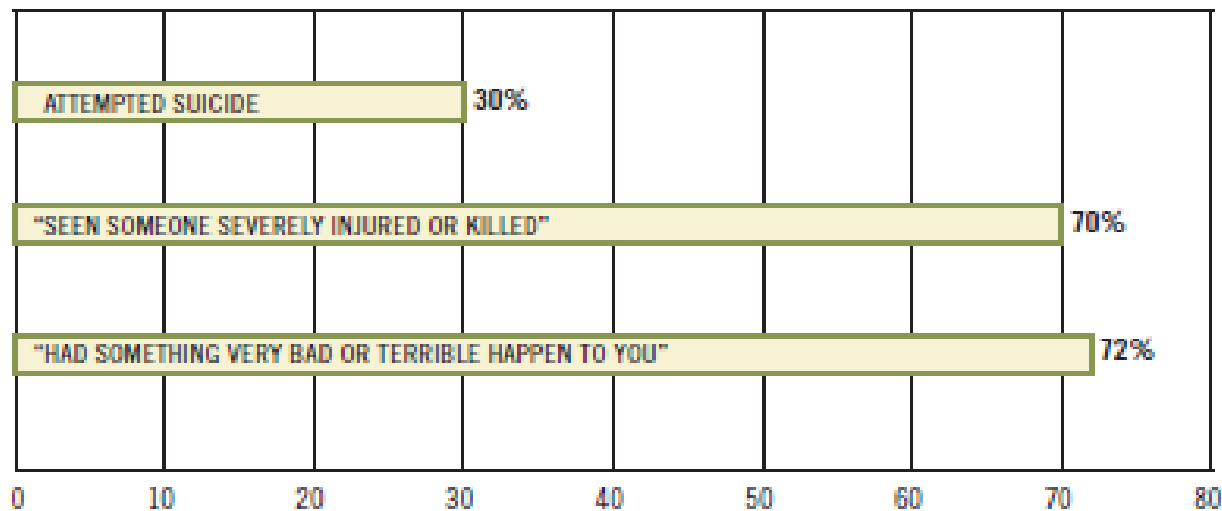 ATTEMPTED SUICIDE 30%
“SEEN SOMEONE SEVERELY INJURED OR KILLED” 70%
“HAD SOMETHING VERY BAD OR TERRIBLE HAPPEN TO YOU” 72%
0 10 20 30 40 50 60 70 80